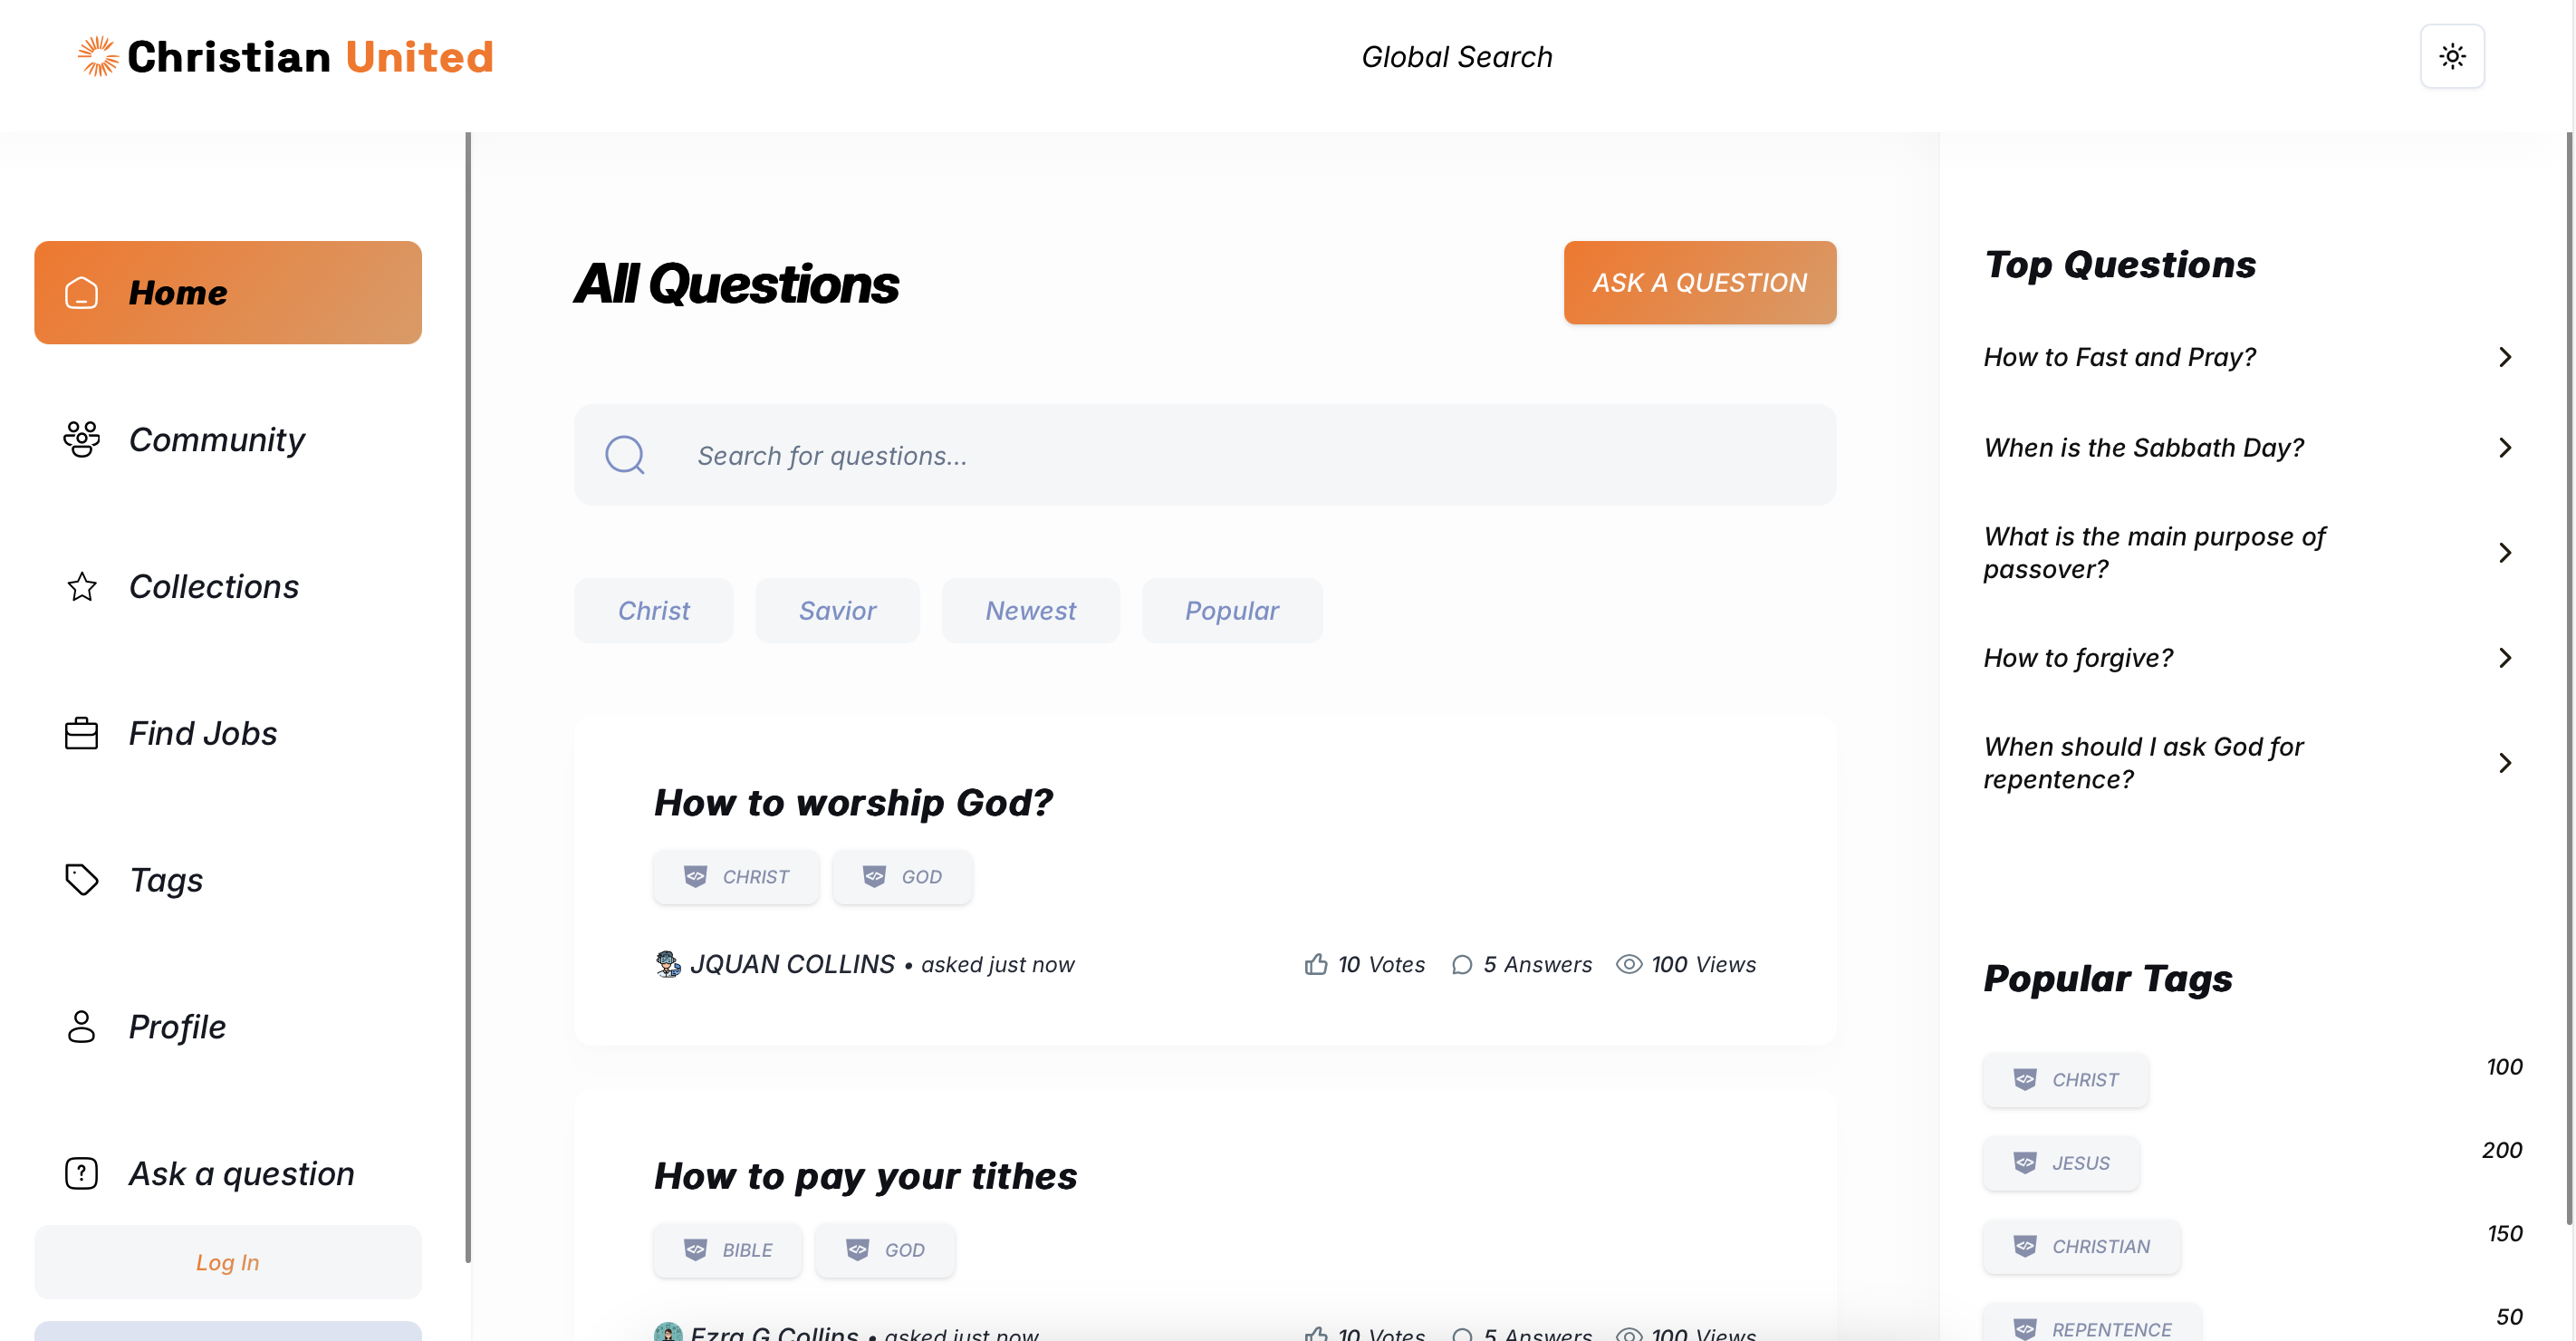 Christian United
Global Search
Home
Community
Collections
Find Jobs
Tags
Profile
Ask a question
Log In
All Questions
ASK A QUESTION
Search for questions...
Christ
Savior
Newest
Popular
How to worship God?
CHRIST
GOD
JQUAN COLLINS • asked just now
10 Votes
5 Answers
100 Views
How to pay your tithes
BIBLE
GOD
Ezra G Collins • asked just now
10 Votes
5 Answers
100 Views
Top Questions
How to Fast and Pray?
When is the Sabbath Day?
What is the main purpose of
passover?
How to forgive?
When should I ask God for
repentence?
Popular Tags
CHRIST
100
JESUS
200
CHRISTIAN
150
REPENTENCE
50